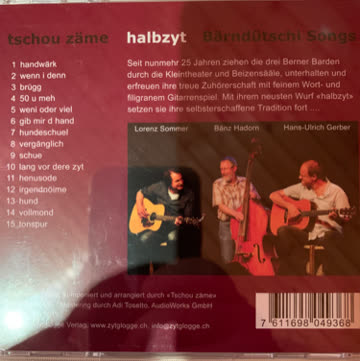 tschou zäme halbzyt Bärndütschi Songs
1 handwärk
2 wenn i denn
3 brügg
4 50 u meh
5 weni oder viel
6 gib mir d hand
7 hundeschuel
8 vergänglich
9 schue
10 lang vor dere zyt
11 henusode
12 irgendnöime
13 hund
14 vollmond
15 tonspur
Seit nunmehr 25 Jahren ziehen die drei Berner Barden
durch die Kleintheater und Beizensääle, unterhalten und
erfreuen ihre treue Zuhörerschaft mit feinem Wort- und
filigranem Gitarrenspiel. Mit ihrem neusten Wurf «halbzyt»
setzen sie ihre selbsterschaffene Tradition fort ....
Lorenz Sommer Bänz Hadorn Hans-Ulrich Gerber
komponiert und arrangiert durch «Tschou zäme»
Mastering durch Adi Tosetto, AudioWorks GmbH
Verlag, www.zytglogge.ch, info@zytglogge.ch
7 611698 049368